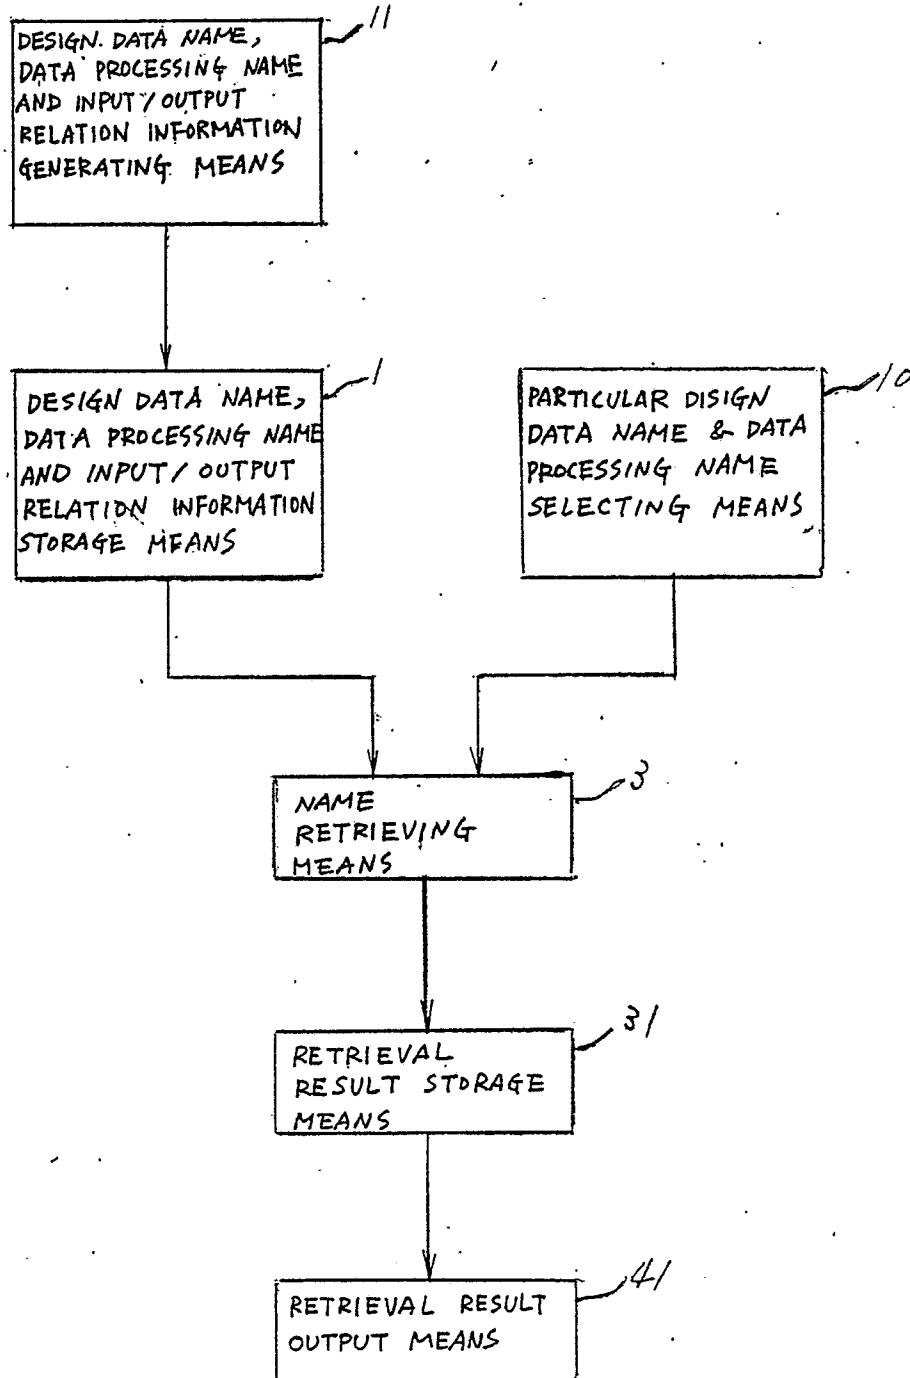 11
DESIGN DATA NAME,
DATA PROCESSING NAME
AND INPUT/OUTPUT
RELATION INFORMATION
GENERATING MEANS
1
DESIGN DATA NAME,
DATA PROCESSING NAME
AND INPUT/OUTPUT
RELATION INFORMATION
STORAGE MEANS
10
PARTICULAR DISIGN
DATA NAME & DATA
PROCESSING NAME
SELECTING MEANS
3
NAME
RETRIEVING
MEANS
31
RETRIEVAL
RESULT STORAGE
MEANS
41
RETRIEVAL RESULT
OUTPUT MEANS